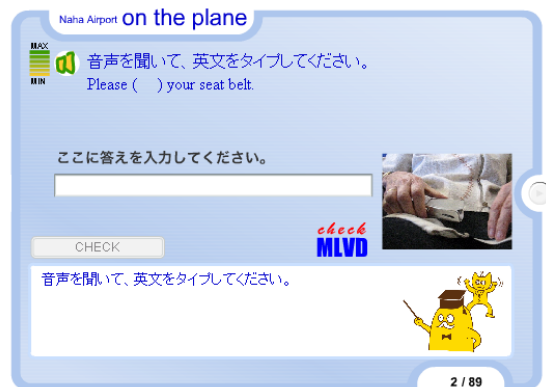 Naha Airport on the plane
MAX
MIN
音声を聞いて、英文をタイプしてください。
Please (    ) your seat belt.
ここに答えを入力してください。
check
MLVD
CHECK
音声を聞いて、英文をタイプしてください。
2 / 89